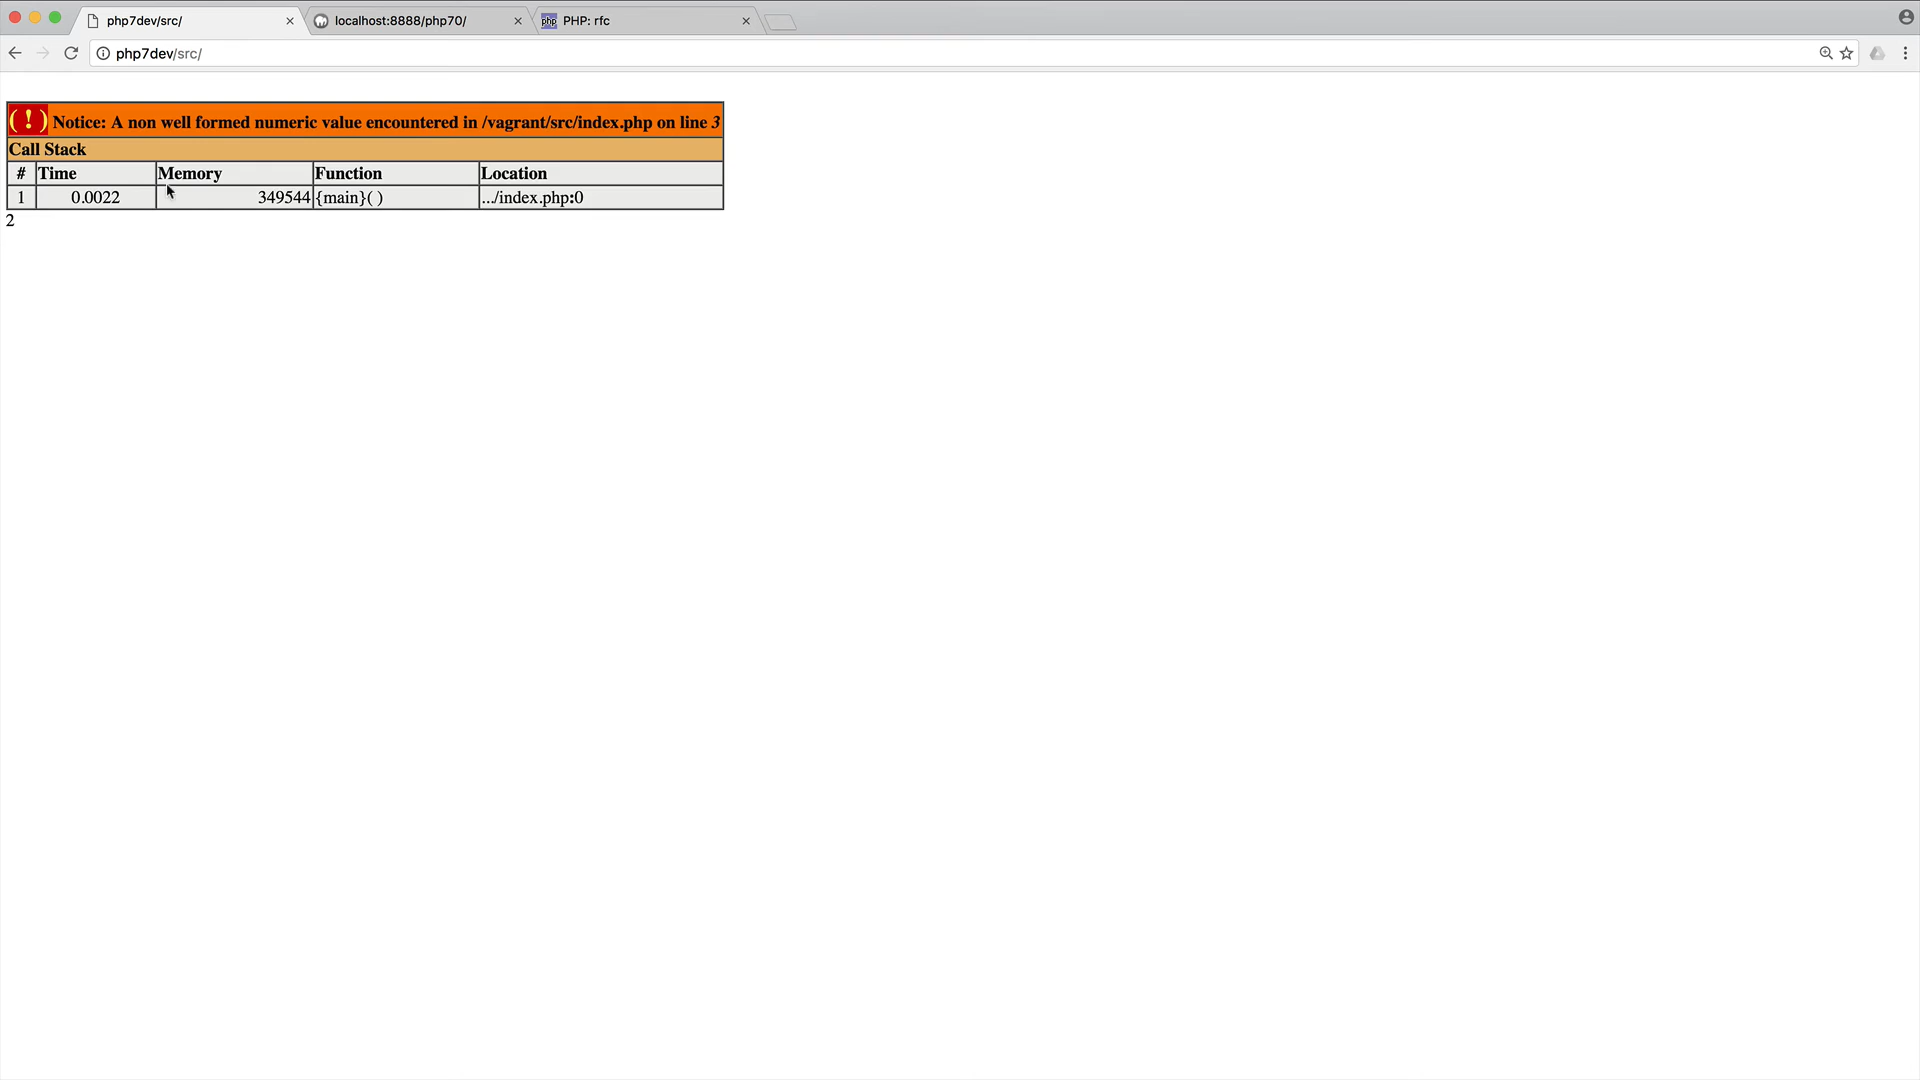 php7dev/src/
localhost:8888/php70/
php PHP: rfc
php7dev/src/
( ! ) Notice: A non well formed numeric value encountered in /vagrant/src/index.php on line 3
Call Stack
# Time Memory Function Location
1 0.0022 349544 {main}( ) .../index.php:0
2